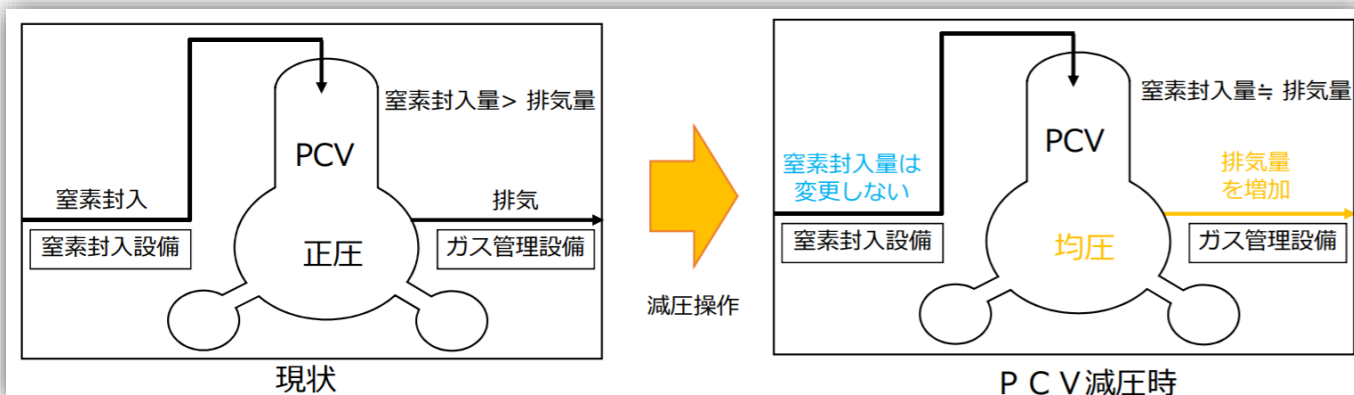 窒素封入量> 排気量
PCV
窒素封入
排気
窒素封入設備
正圧
ガス管理設備
現状
減圧操作
窒素封入量≒ 排気量
PCV
窒素封入量は
変更しない
排気量
を増加
窒素封入設備
均圧
ガス管理設備
ＰＣＶ減圧時